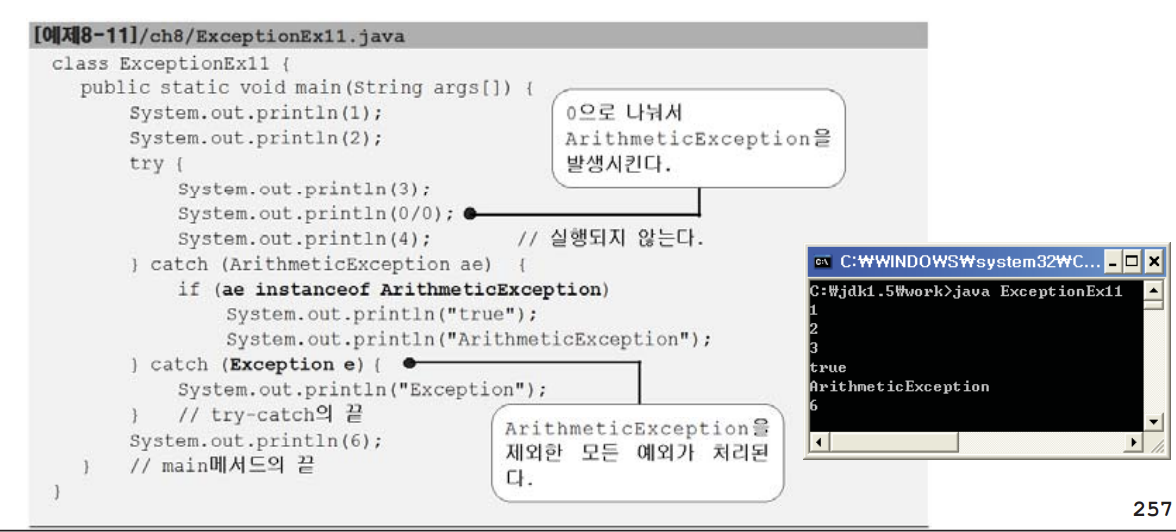 [예제8-11]/ch8/ExceptionEx11.java
class ExceptionEx11 {
public static void main(String args[]) {
System.out.println(1);
System.out.println(2);
try {
System.out.println(3);
System.out.println(0/0);
System.out.println(4); // 실행되지 않는다.
} catch (ArithmeticException ae) {
if (ae instanceof ArithmeticException)
System.out.println("true");
System.out.println("ArithmeticException");
} catch (Exception e) {
System.out.println("Exception");
} // try-catch의 끝
System.out.println(6);
} // main메서드의 끝
}
0으로 나눠서
ArithmeticException을
발생시킨다.
ArithmeticException을
제외한 모든 예외가 처리된
다.
C:\WINDOWS₩system32₩C...
C:₩jdk1.5₩work>java ExceptionEx11
1
2
3
true
ArithmeticException
6
257